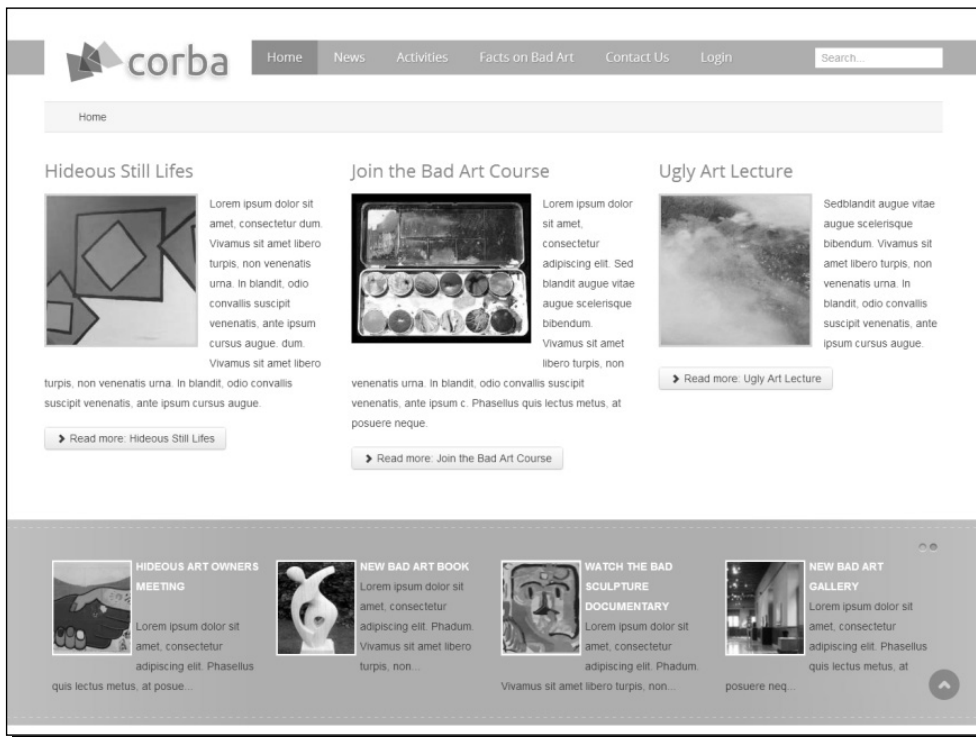 corba
Home News Activities Facts on Bad Art Contact Us Login Search...
Home
Hideous Still Lifes
Lorem ipsum dolor sit
amet, consectetur dum.
Vivamus sit amet libero
turpis, non venenatis
urna. In blandit, odio
convallis suscipit
venenatis, ante ipsum
cursus augue. dum.
Vivamus sit amet libero
turpis, non venenatis urna. In blandit, odio convallis
suscipit venenatis, ante ipsum cursus augue.
Read more: Hideous Still Lifes
Join the Bad Art Course
Lorem ipsum dolor
sit amet,
consectetur
adipiscing elit. Sed
blandit augue vitae
augue scelerisque
bibendum.
Vivamus sit amet
libero turpis, non
venenatis urna. In blandit, odio convallis suscipit
venenatis, ante ipsum c. Phasellus quis lectus metus, at
posuere neque.
Read more: Join the Bad Art Course
Ugly Art Lecture
Sedblandit augue vitae
augue scelerisque
bibendum. Vivamus sit
amet libero turpis, non
venenatis urna. In
blandit, odio convallis
suscipit venenatis, ante
ipsum cursus augue.
Read more: Ugly Art Lecture
HIDEOUS ART OWNERS
MEETING
Lorem ipsum dolor sit
amet, consectetur
adipiscing elit. Phasellus
quis lectus metus, at posue...
NEW BAD ART BOOK
Lorem ipsum dolor sit
amet, consectetur
adipiscing elit. Phadum.
Vivamus sit amet libero
turpis, non...
WATCH THE BAD
SCULPTURE
DOCUMENTARY
Lorem ipsum dolor sit
amet, consectetur
adipiscing elit. Phadum.
Vivamus sit amet libero turpis, non...
NEW BAD ART
GALLERY
Lorem ipsum dolor sit
amet, consectetur
adipiscing elit. Phasellus
quis lectus metus, at
posuere neq...